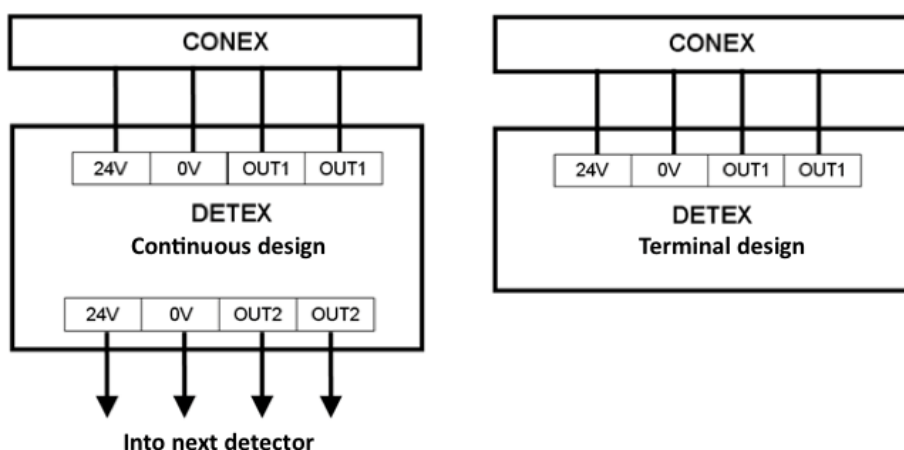 CONEX
24V 0V OUT1 OUT1
DETEX
Continuous design
24V 0V OUT2 OUT2
Into next detector
CONEX
24V 0V OUT1 OUT1
DETEX
Terminal design